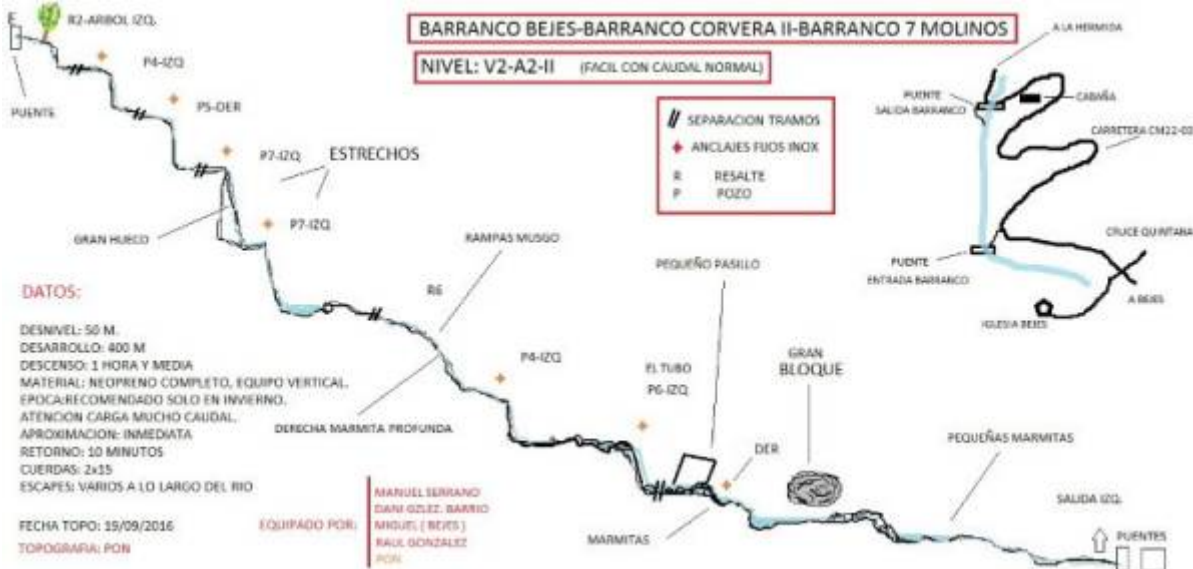 BARRANCO BEJES-BARRANCO CORVERA II-BARRANCO 7 MOLINOS
NIVEL: V2-A2-II (FACIL CON CAUDAL NORMAL)
E
R2-ARIBOL IZQ.
P4-IZQ
PUENTE
P5-DER
P7-IZQ
ESTRECHOS
P7-IZQ
GRAN HUECO
SEPARACION TRAMOS
ANCLAJES FIJOS INOX
R RESALTE
P POZO
A LA HERMIDA
PUENTE
SALIDA BARRANCO
CABAÑA
CARRETERA CM22-02
CRUCE QUINTANA
PUENTE
ENTRADA BARRANCO
A BEJES
IGLESIA BEJES
RAMPAS MUSGO
R6
DERECHA MARMITA PROFUNDA
P4-IZQ
PEQUEÑO PASILLO
EL TUBO
P6-IZQ
GRAN
BLOQUE
DER
MARMITAS
PEQUEÑAS MARMITAS
SALIDA IZQ.
PUENTES
DATOS:
DESNIVEL: 50 M.
DESARROLLO: 400 M
DESCENSO: 1 HORA Y MEDIA
MATERIAL: NEOPRENO COMPLETO, EQUIPO VERTICAL.
EPOCA:RECOMENDADO SOLO EN INVIERNO.
ATENCION CARGA MUCHO CAUDAL.
APROXIMACION: INMEDIATA
RETORNO: 10 MINUTOS
CUERDAS: 2x15
ESCAPES: VARIOS A LO LARGO DEL RIO
FECHA TOPO: 19/09/2016
TOPOGRAFIA: PON
EQUIPADO POR:
MANUEL SERRANO
DANI GZLEZ. BARRIO
MIGUEL ( BEJES )
RAUL GONZALEZ
PON